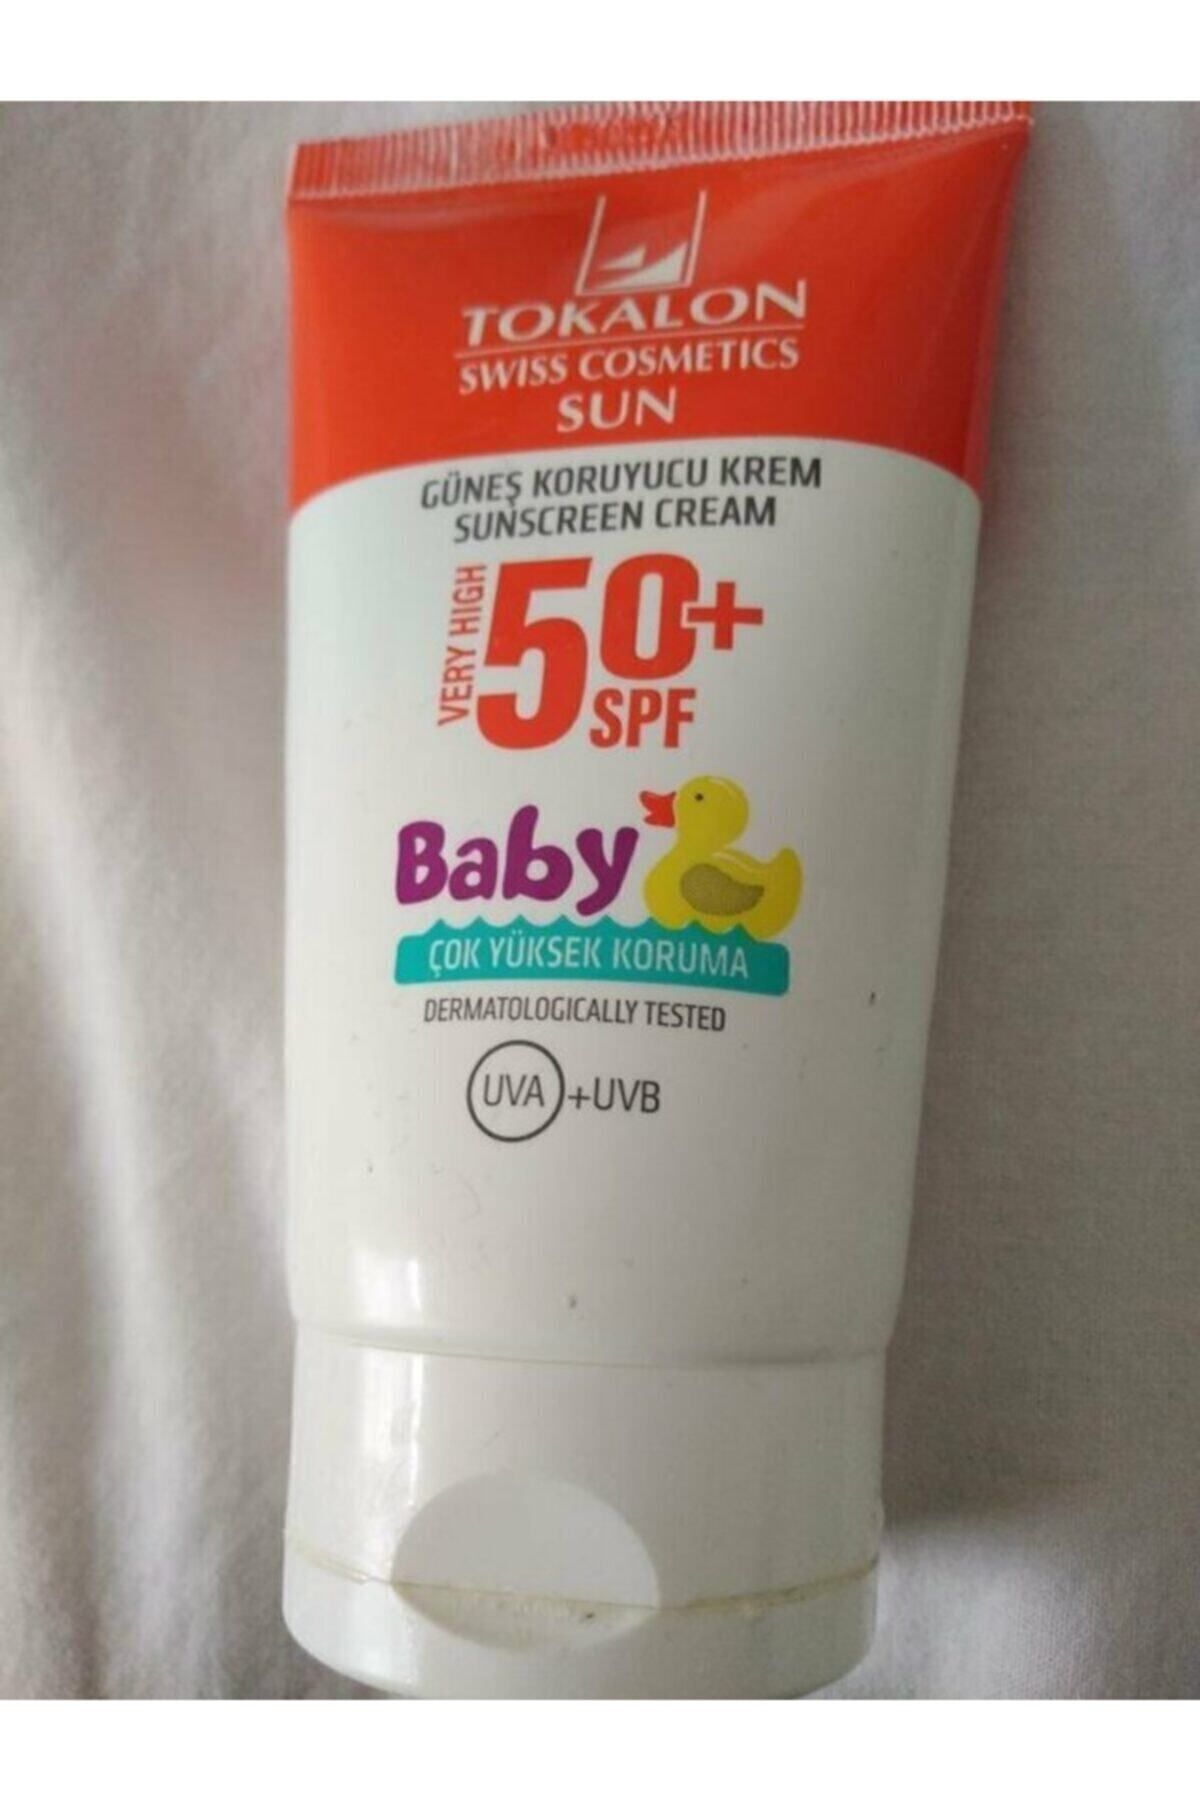 TOKALON
SWISS COSMETICS
SUN
GÜNEŞ KORUYUCU KREM
SUNSCREEN CREAM
VERY HIGH
50+
SPF
Baby
ÇOK YÜKSEK KORUMA
DERMATOLOGICALLY TESTED
UVA+UVB